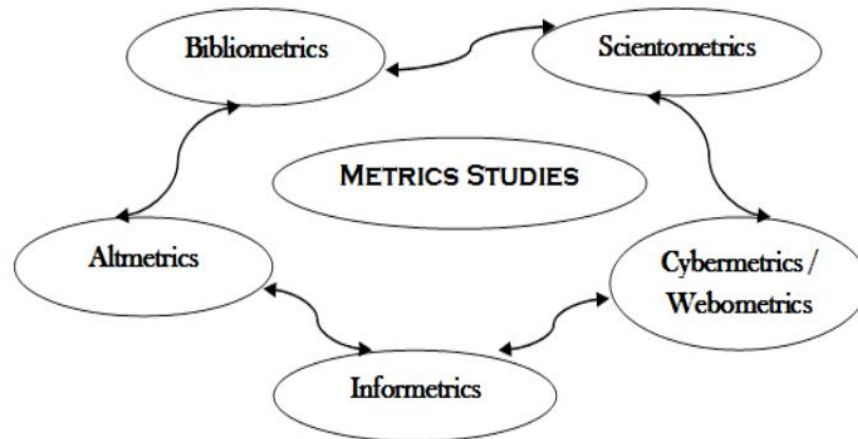 Bibliometrics
Scientometrics
METRICS STUDIES
Altmetrics
Cybermetrics /
Webometrics
Informetrics